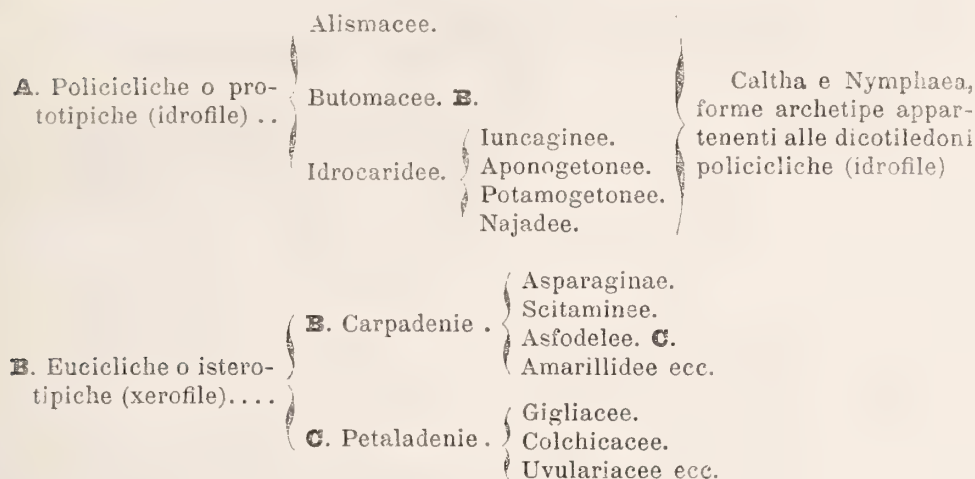 Alismacee.
A. Policicliche o pro-
totipiche (idrofile) ..
Butomacee. B.
Idrocaridee.
Iuncaginee.
Aponogetonee.
Potamogetonee.
Najadee.
Caltha e Nymphaea,
forme archetipe appar-
tenenti alle dicotiledoni
policicliche (idrofile)
B. Eucicliche o istero-
tipiche (xerofile)....
B. Carpadenie .
Asparaginae.
Scitaminee.
Asfodelee. C.
Amarillidee ecc.
C. Petaladenie .
Gigliacee.
Colchicacee.
Uvulariacee ecc.